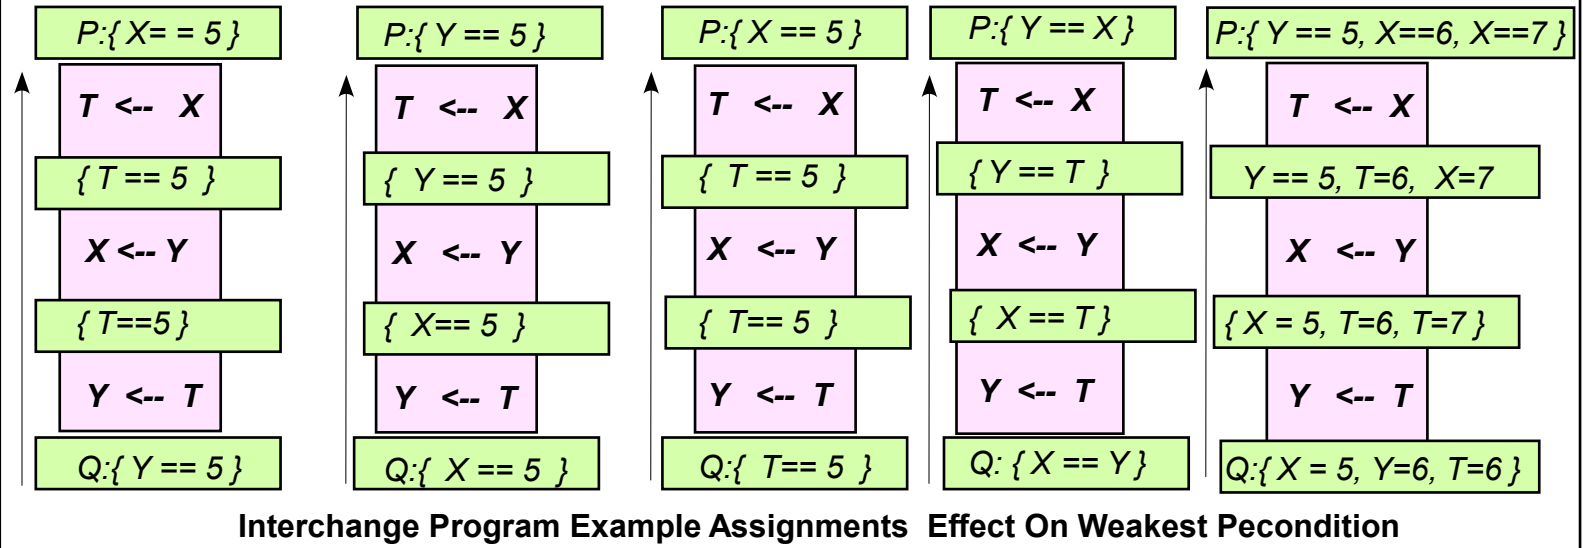 P:{ X= = 5 }
T <-- X
{ T == 5 }
X <-- Y
{ T==5 }
Y <-- T
Q:{ Y == 5 }
P:{ Y == 5 }
T <-- X
{ Y == 5 }
X <-- Y
{ X== 5 }
Y <-- T
Q:{ X == 5 }
P:{ X == 5 }
T <-- X
{ T == 5 }
X <-- Y
{ T== 5 }
Y <-- T
Q:{ T== 5 }
P:{ Y == X }
T <-- X
{ Y == T }
X <-- Y
{ X == T }
Y <-- T
Q: { X == Y }
P:{ Y == 5, X==6, X==7 }
T <-- X
Y == 5, T=6, X=7
X <-- Y
{ X = 5, T=6, T=7 }
Y <-- T
Q:{ X = 5, Y=6, T=6 }
Interchange Program Example Assignments Effect On Weakest Pecondition